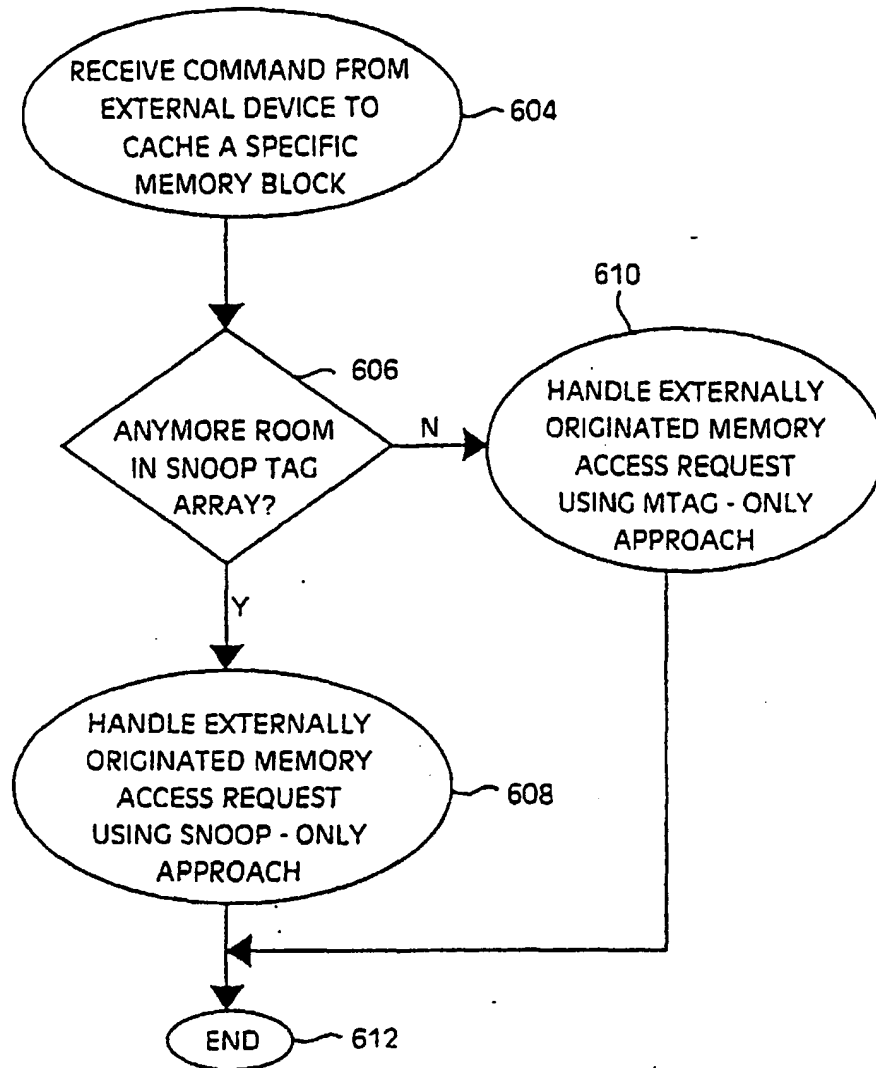 RECEIVE COMMAND FROM
EXTERNAL DEVICE TO
CACHE A SPECIFIC
MEMORY BLOCK
604
610
606
ANYMORE ROOM
IN SNOOP TAG
ARRAY?
N
HANDLE EXTERNALLY
ORIGINATED MEMORY
ACCESS REQUEST
USING MTAG - ONLY
APPROACH
Y
HANDLE EXTERNALLY
ORIGINATED MEMORY
ACCESS REQUEST
USING SNOOP - ONLY
APPROACH
608
END
612